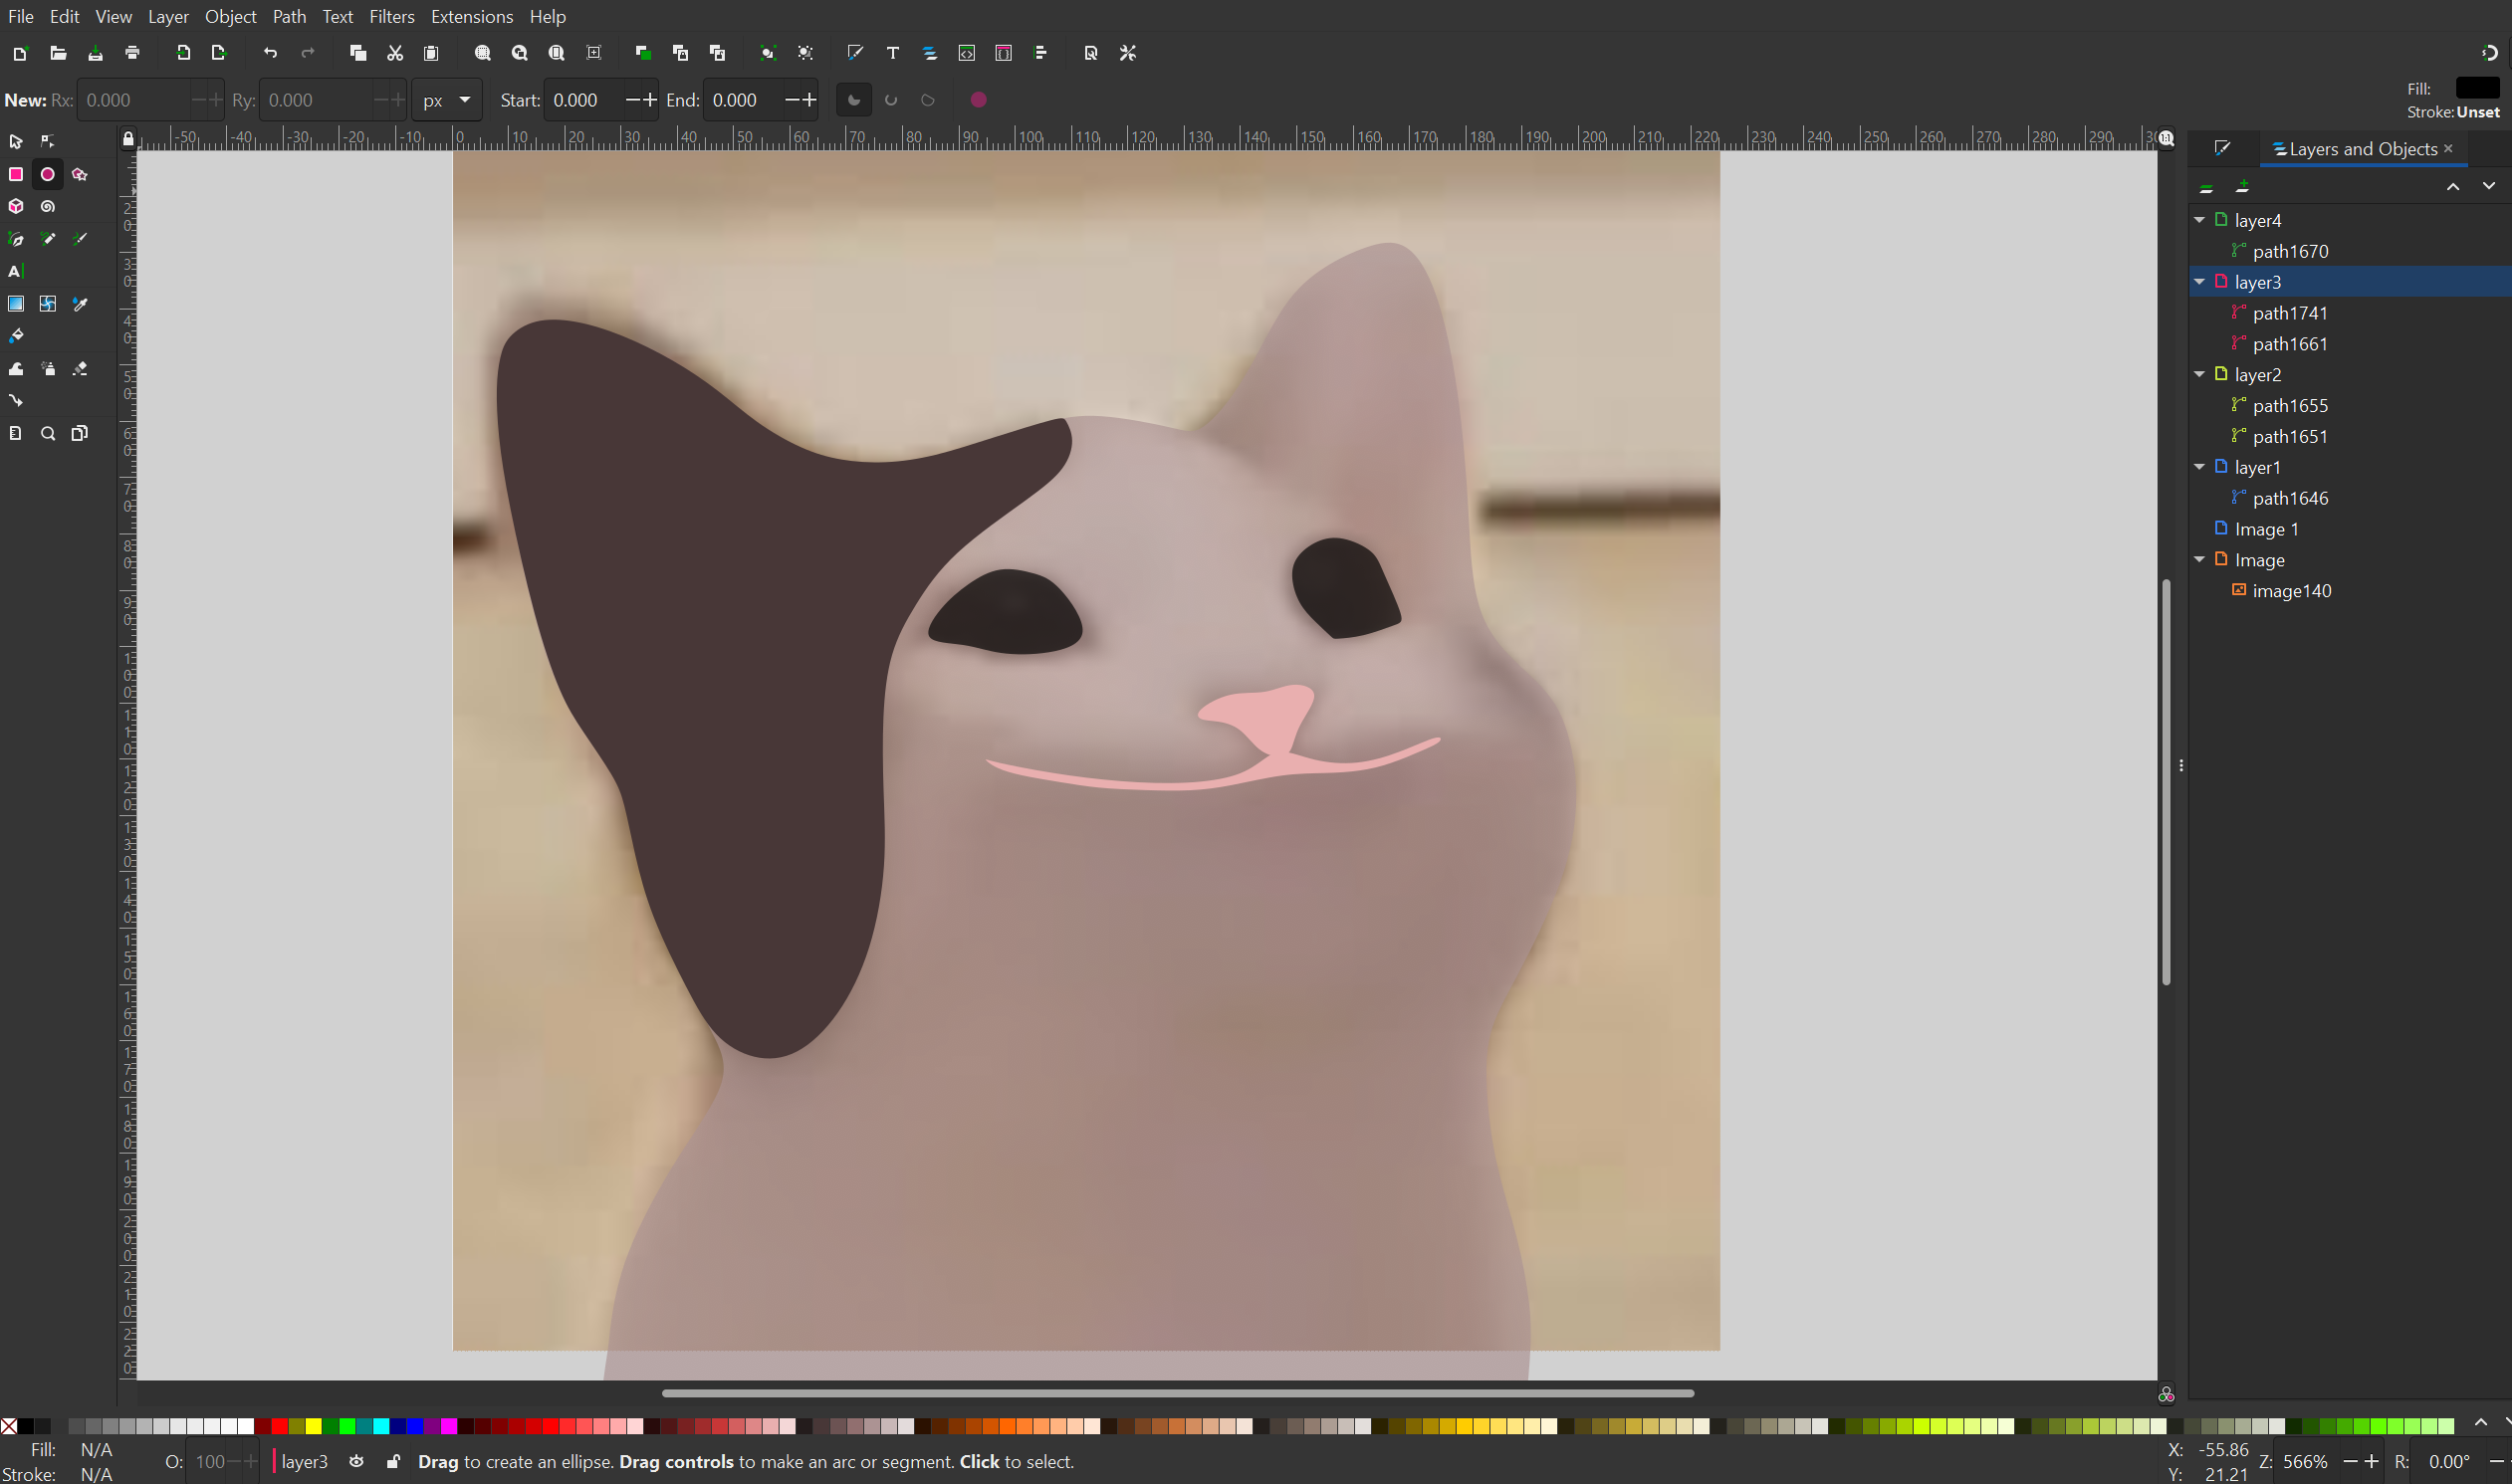 File Edit View Layer Object Path Text Filters Extensions Help
New: Rx: 0.000 Ry: 0.000 px Start: 0.000 End: 0.000
Fill:
Stroke: Unset
-50 -40 -30 -20 -10 0 10 20 30 40 50 60 70 80 90 100 110 120 130 140 150 160 170 180 190 200 210 220 230 240 250 260 270 280 290
Layers and Objects
layer4
path1670
layer3
path1741
path1661
layer2
path1655
path1651
layer1
path1646
Image 1
Image
image140
Fill: N/A
Stroke: N/A
O: 100
layer3
Drag to create an ellipse. Drag controls to make an arc or segment. Click to select.
X: -55.86
Y: 21.21
Z: 566%
R: 0.00°